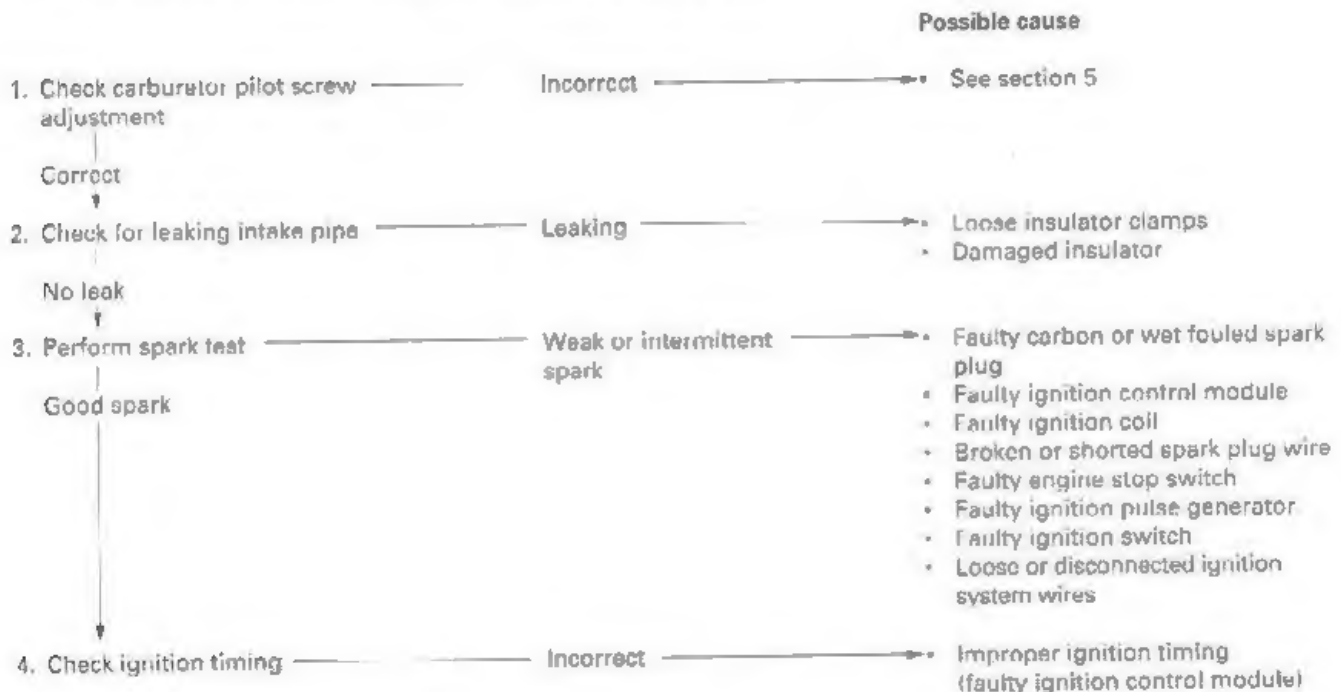 Possible cause
1. Check carburetor pilot screw adjustment
Incorrect
• See section 5
Correct
2. Check for leaking intake pipe
Leaking
• Loose insulator clamps
• Damaged insulator
No leak
3. Perform spark test
Weak or intermittent
spark
• Faulty carbon or wet fouled spark
plug
Good spark
• Faulty ignition control module
• Faulty ignition coil
• Broken or shorted spark plug wire
• Faulty engine stop switch
• Faulty ignition pulse generator
• Faulty ignition switch
• Loose or disconnected ignition
system wires
4. Check ignition timing
Incorrect
• Improper ignition timing
(faulty ignition control module)